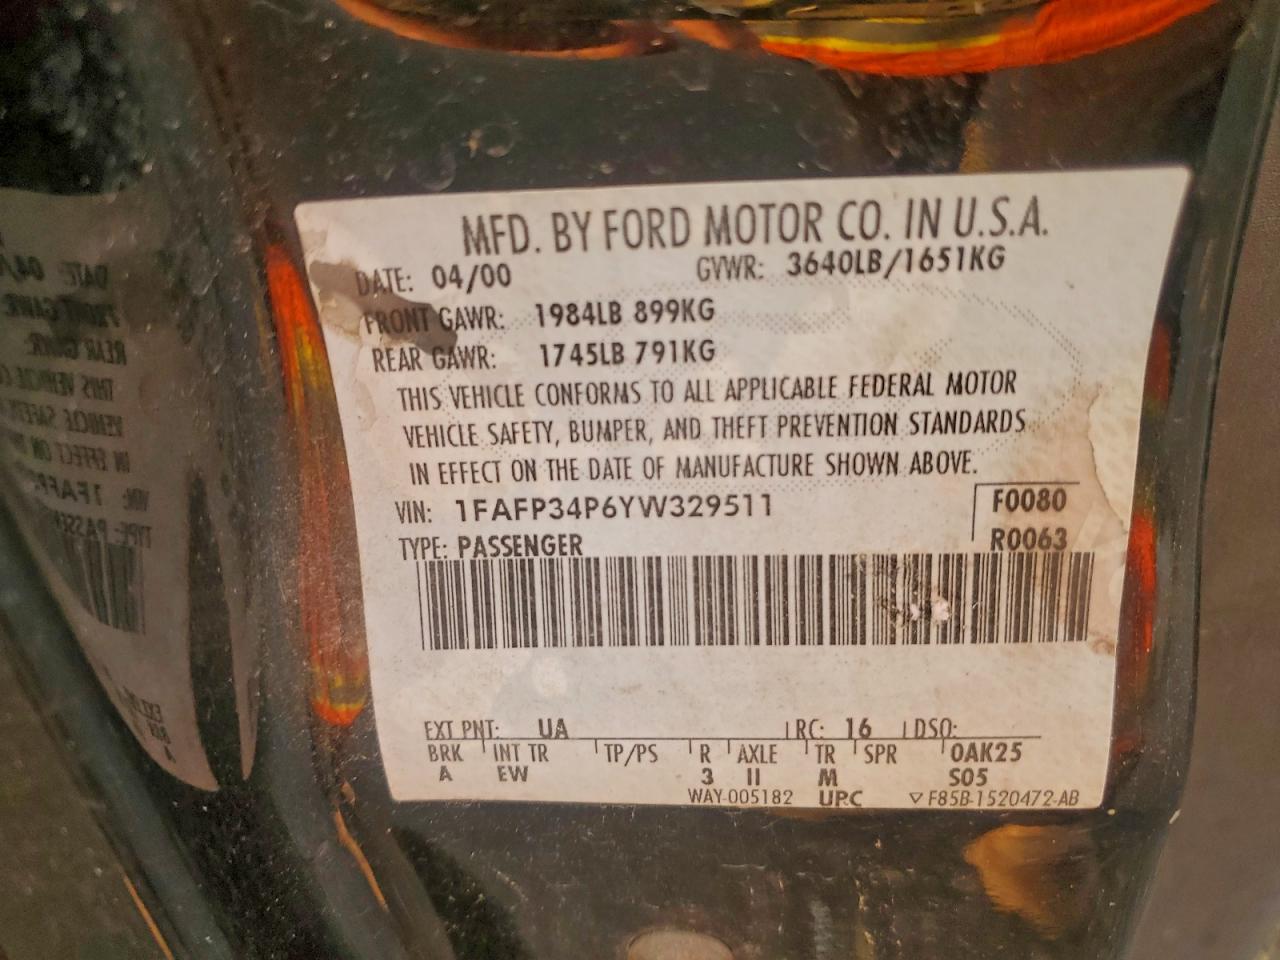 MFD. BY FORD MOTOR CO. IN U.S.A.
DATE: 04/00 GVWR: 3640LB/1651KG
FRONT GAWR: 1984LB 899KG
REAR GAWR: 1745LB 791KG
THIS VEHICLE CONFORMS TO ALL APPLICABLE FEDERAL MOTOR
VEHICLE SAFETY, BUMPER, AND THEFT PREVENTION STANDARDS
IN EFFECT ON THE DATE OF MANUFACTURE SHOWN ABOVE.
VIN: 1FAFP34P6YW329511 F0080
TYPE: PASSENGER R0063
EXT PNT: UA RC: 16 DSO:
BRK INT TR TP/PS R AXLE TR SPR 0AK25
A EW 3 II M S05
WAY-005182 UPC ▽ F85B-1520472-AB